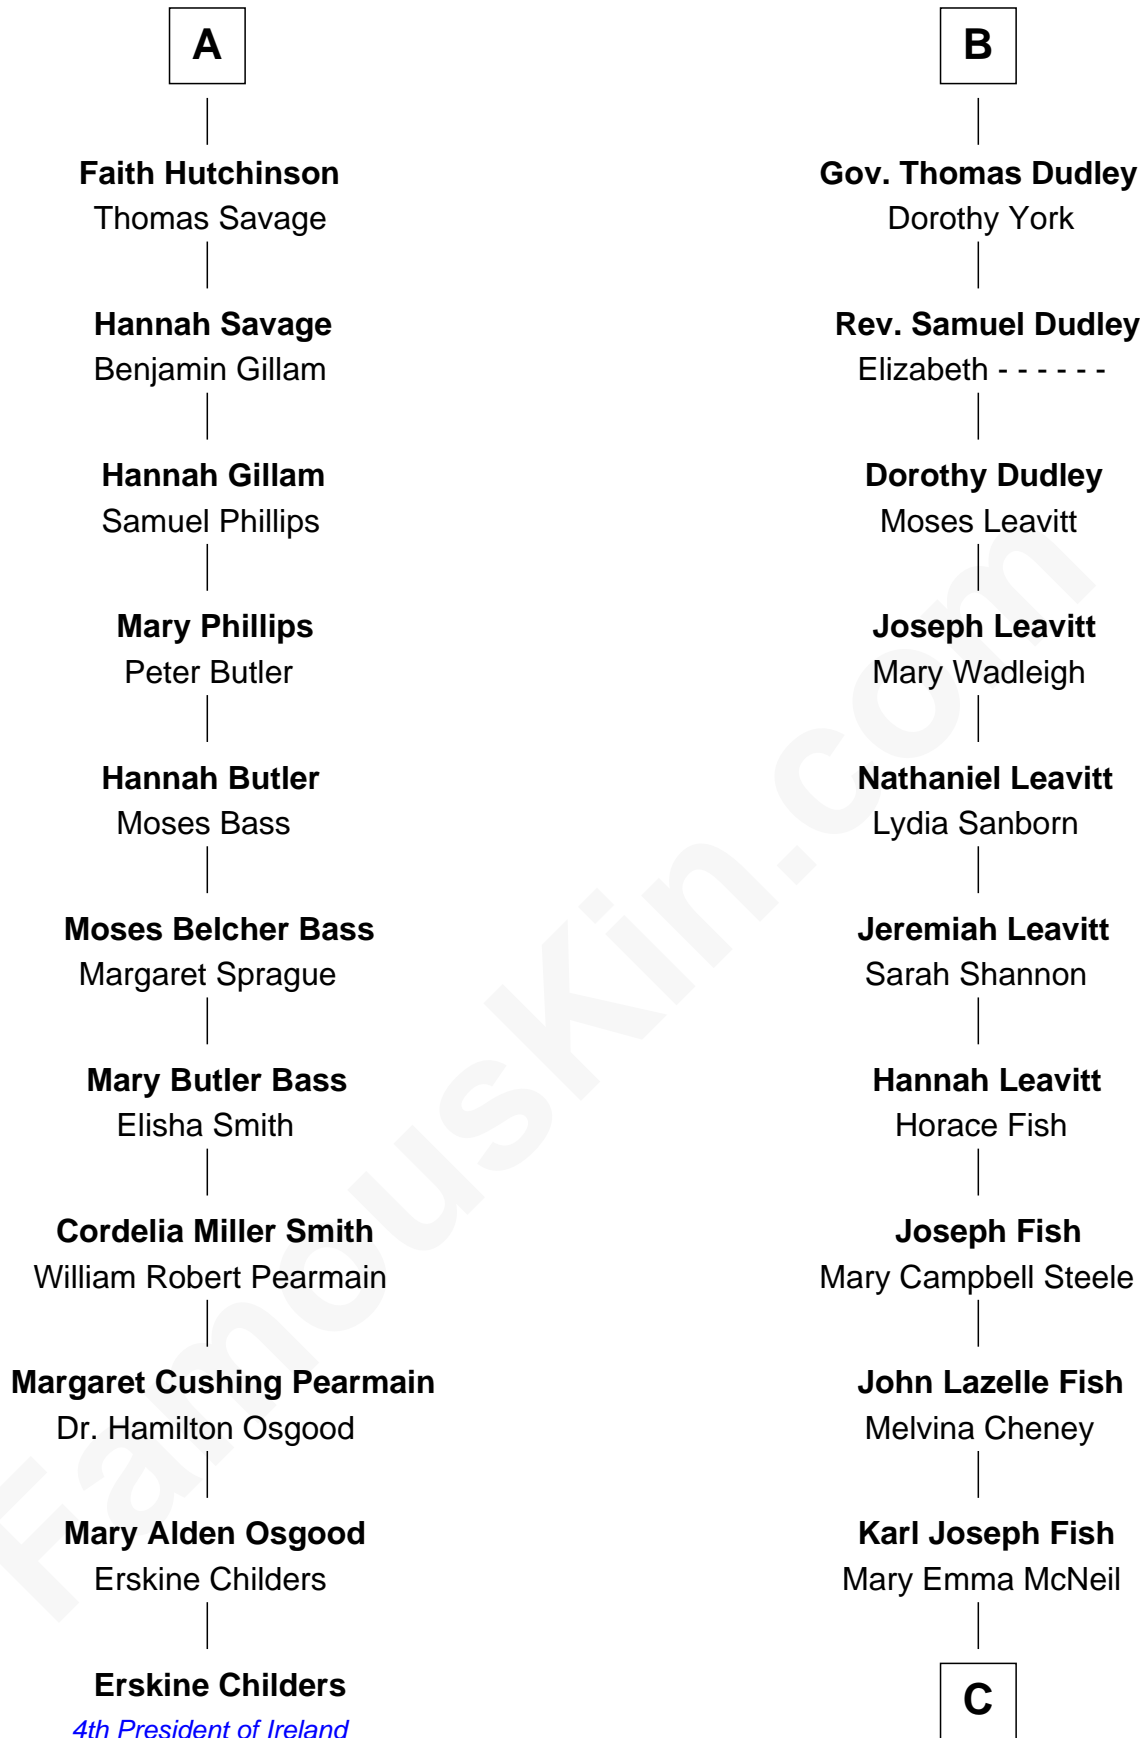 A
Faith Hutchinson
Thomas Savage
Hannah Savage
Benjamin Gillam
Hannah Gillam
Samuel Phillips
Mary Phillips
Peter Butler
Hannah Butler
Moses Bass
Moses Belcher Bass
Margaret Sprague
Mary Butler Bass
Elisha Smith
Cordelia Miller Smith
William Robert Pearmain
Margaret Cushing Pearmain
Dr. Hamilton Osgood
Mary Alden Osgood
Erskine Childers
Erskine Childers
4th President of Ireland
B
Gov. Thomas Dudley
Dorothy York
Rev. Samuel Dudley
Elizabeth - - - - - -
Dorothy Dudley
Moses Leavitt
Joseph Leavitt
Mary Wadleigh
Nathaniel Leavitt
Lydia Sanborn
Jeremiah Leavitt
Sarah Shannon
Hannah Leavitt
Horace Fish
Joseph Fish
Mary Campbell Steele
John Lazelle Fish
Melvina Cheney
Karl Joseph Fish
Mary Emma McNeil
C
FamousKin.com